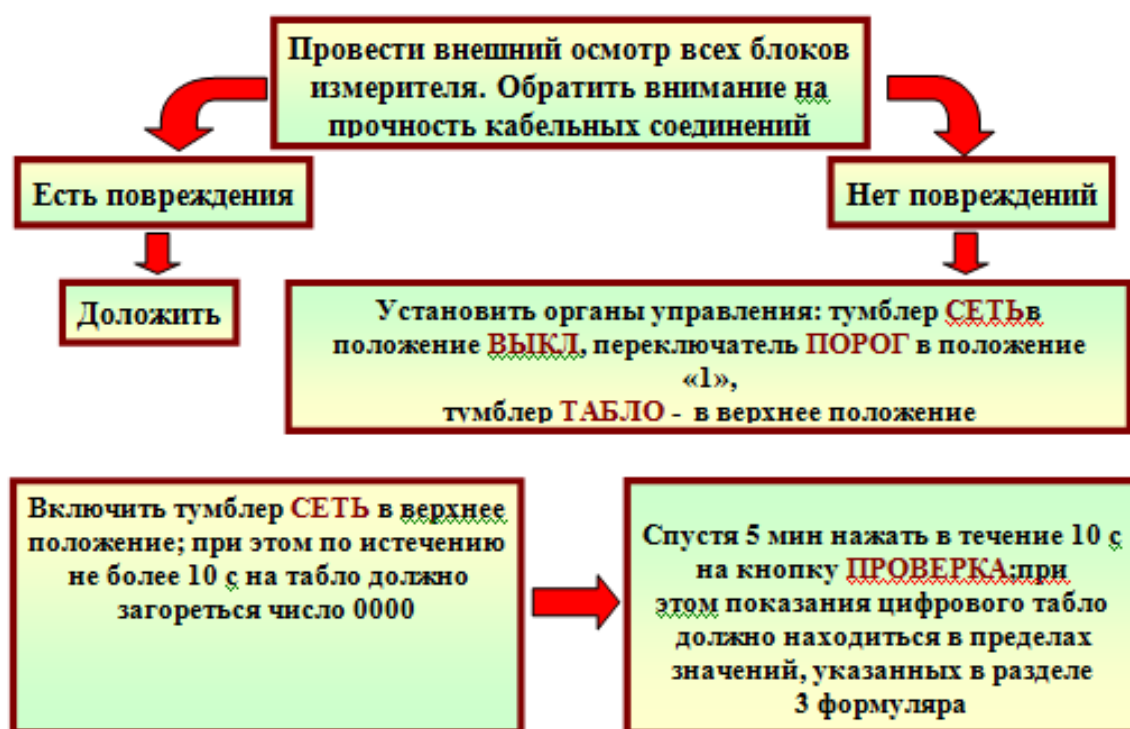 Провести внешний осмотр всех блоков
измерителя. Обратить внимание на
прочность кабельных соединений
Есть повреждения
Нет повреждений
Доложить
Установить органы управления: тумблер СЕТЬв
положение ВЫКЛ, переключатель ПОРОГ в положение
«1»,
тумблер ТАБЛО - в верхнее положение
Включить тумблер СЕТЬ в верхнее
положение; при этом по истечению
не более 10 с на табло должно
загореться число 0000
Спустя 5 мин нажать в течение 10 с
на кнопку ПРОВЕРКА;при
этом показания цифрового табло
должно находиться в пределах
значений, указанных в разделе
3 формуляра